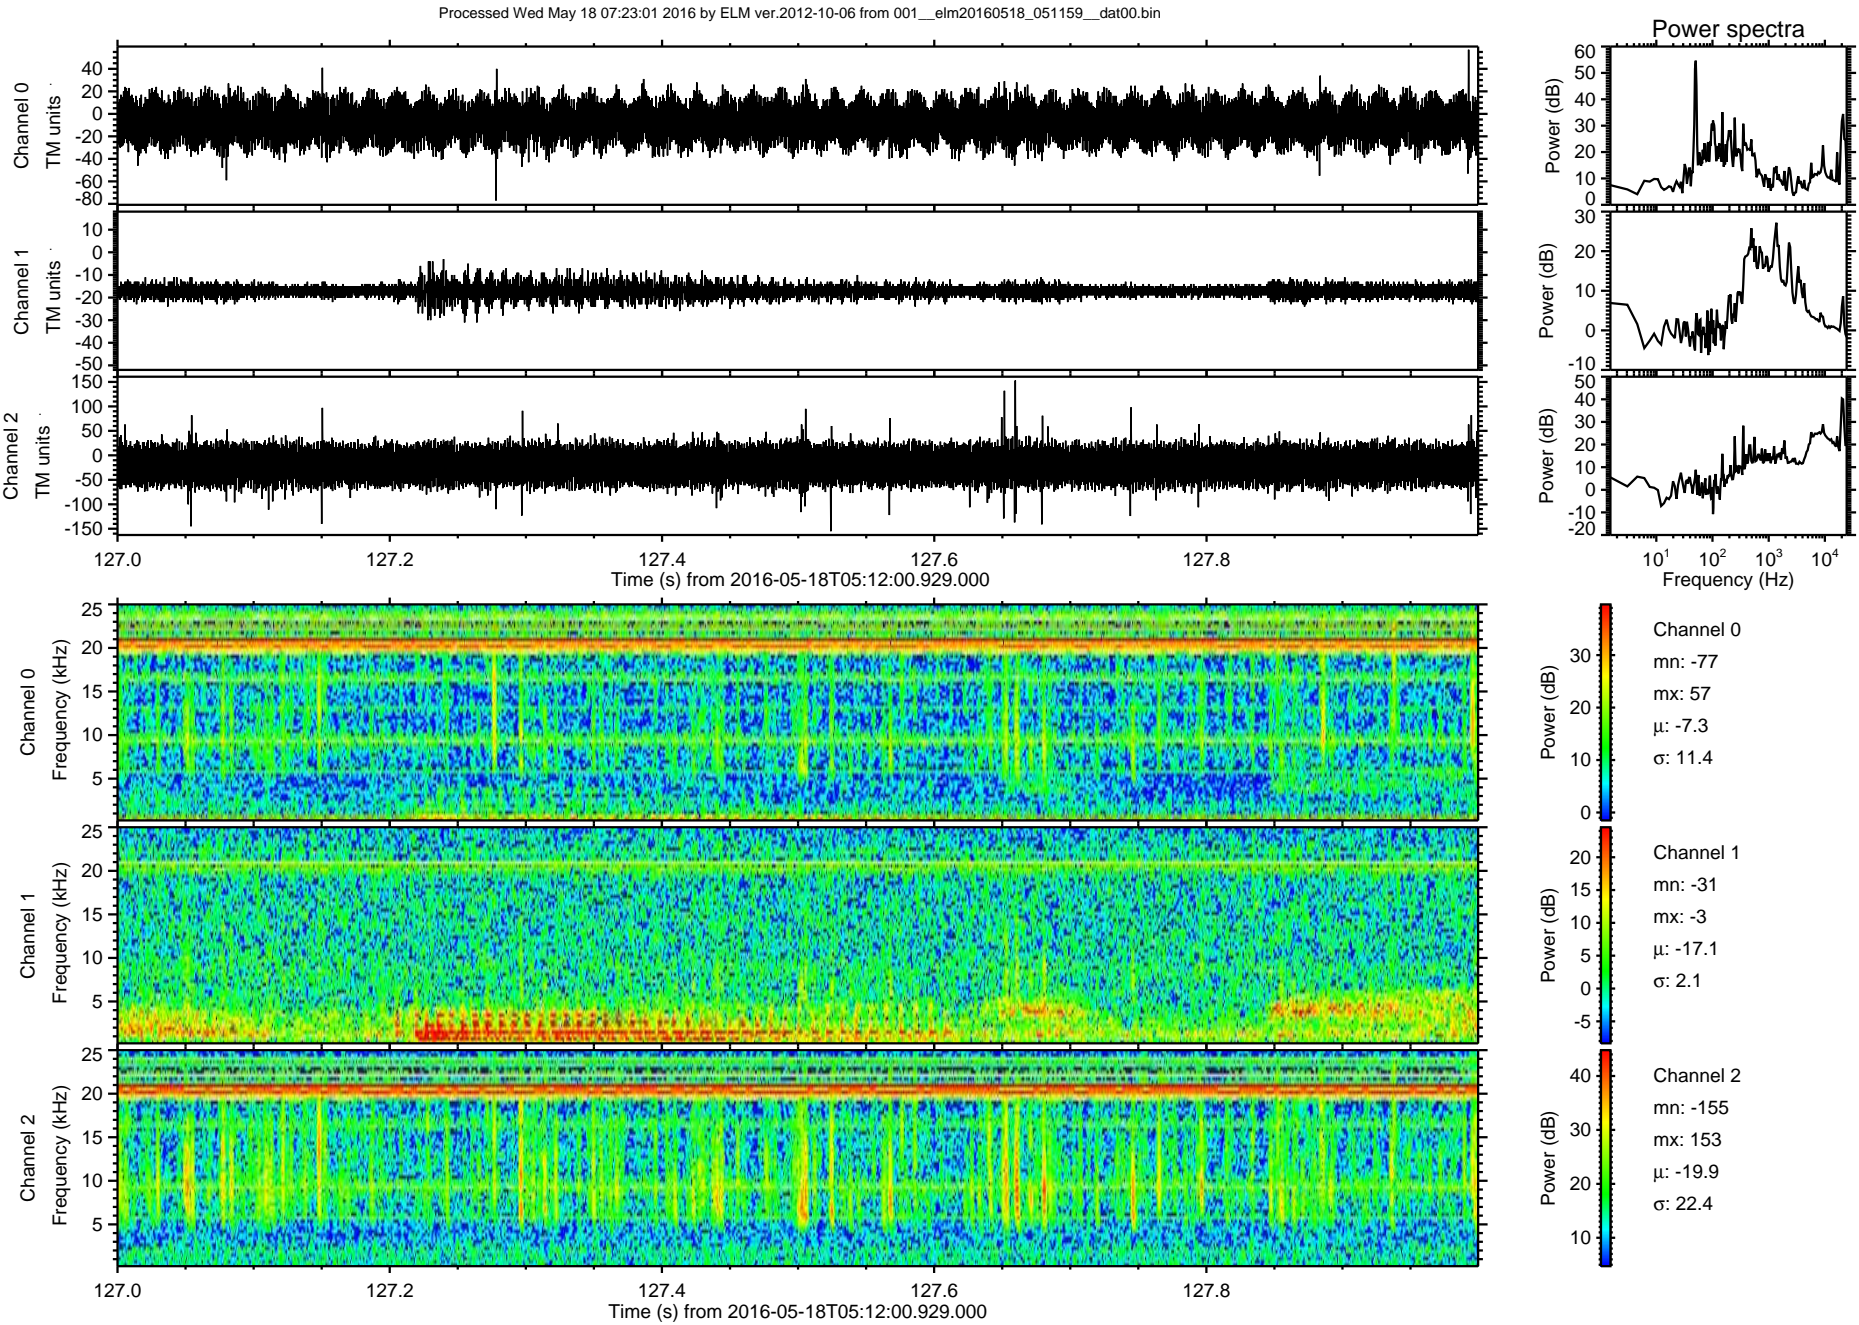 Processed Wed May 18 07:23:01 2016 by ELM ver.2012-10-06 from 001__elm20160518_051159__dat00.bin
Power spectra
Channel 0
TM units
40
20
0
-20
-40
-60
-80
Power (dB)
60
50
40
30
20
10
0
Channel 1
TM units
10
0
-10
-20
-30
-40
-50
Power (dB)
30
20
10
0
-10
Channel 2
TM units
150
100
50
0
-50
-100
-150
Power (dB)
50
40
30
20
10
0
-10
-20
127.0 127.2 127.4 127.6 127.8
Time (s) from 2016-05-18T05:12:00.929.000
10¹ 10² 10³ 10⁴
Frequency (Hz)
Channel 0
Frequency (kHz)
25
20
15
10
5
Power (dB)
30
20
10
0
Channel 0
mn: -77
mx: 57
μ: -7.3
σ: 11.4
Channel 1
Frequency (kHz)
25
20
15
10
5
Power (dB)
20
15
10
5
0
-5
Channel 1
mn: -31
mx: -3
μ: -17.1
σ: 2.1
Channel 2
Frequency (kHz)
25
20
15
10
5
Power (dB)
40
30
20
10
Channel 2
mn: -155
mx: 153
μ: -19.9
σ: 22.4
127.0 127.2 127.4 127.6 127.8
Time (s) from 2016-05-18T05:12:00.929.000